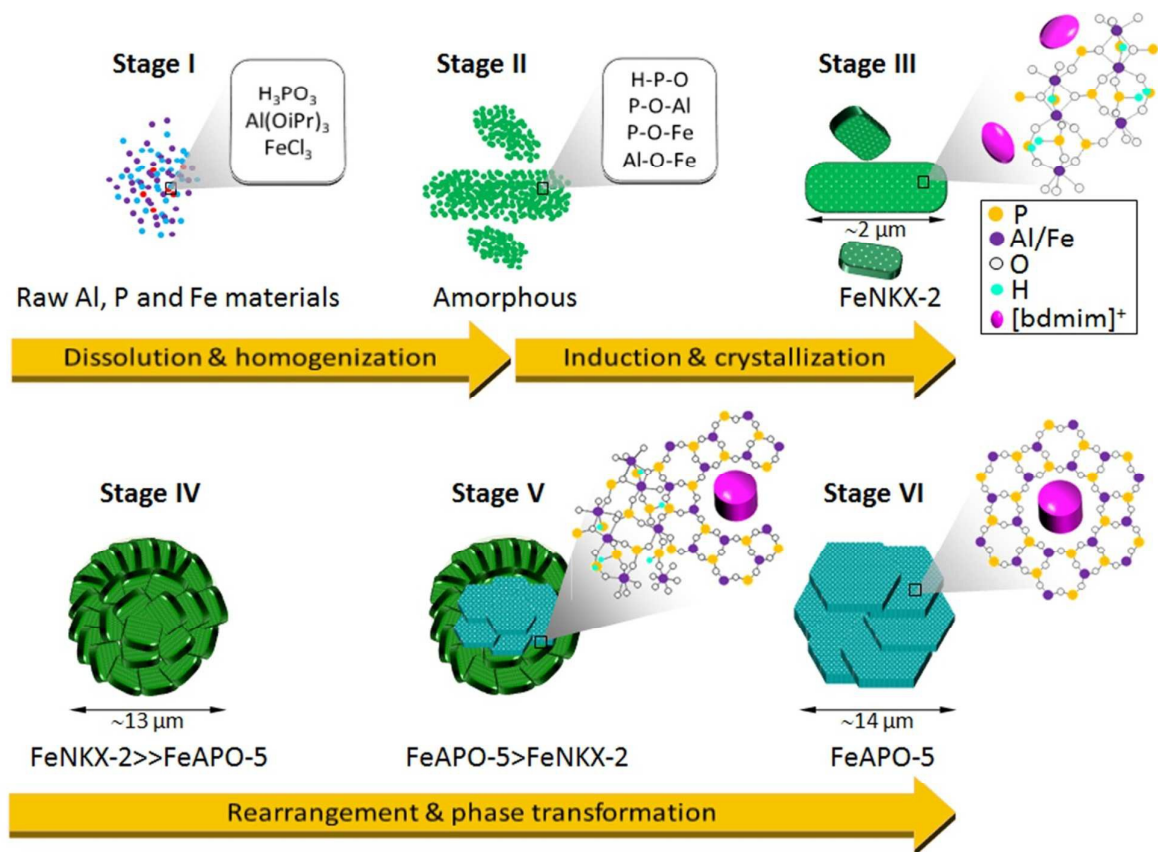 Stage I
H₃PO₃
Al(OiPr)₃
FeCl₃
Raw Al, P and Fe materials
Stage II
H-P-O
P-O-Al
P-O-Fe
Al-O-Fe
Amorphous
Stage III
~2 µm
FeNKX-2
P
Al/Fe
O
H
[bdmim]⁺
Dissolution & homogenization
Induction & crystallization
Stage IV
~13 µm
FeNKX-2>>FeAPO-5
Stage V
FeAPO-5>FeNKX-2
Stage VI
~14 µm
FeAPO-5
Rearrangement & phase transformation